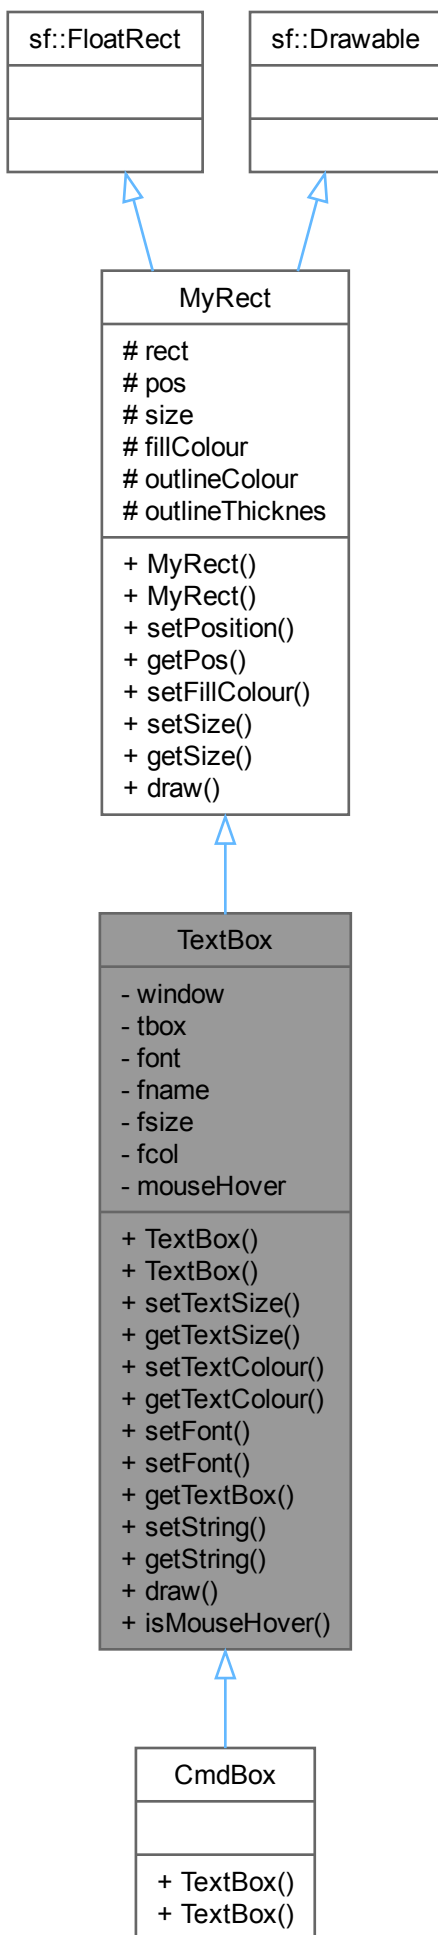 sf::FloatRect
sf::Drawable
MyRect
# rect
# pos
# size
# fillColour
# outlineColour
# outlineThicknes
+ MyRect()
+ MyRect()
+ setPosition()
+ getPos()
+ setFillColour()
+ setSize()
+ getSize()
+ draw()
TextBox
- window
- tbox
- font
- fname
- fsize
- fcol
- mouseHover
+ TextBox()
+ TextBox()
+ setTextSize()
+ getTextSize()
+ setTextColour()
+ getTextColour()
+ setFont()
+ setFont()
+ getTextBox()
+ setString()
+ getString()
+ draw()
+ isMouseHover()
CmdBox
+ TextBox()
+ TextBox()